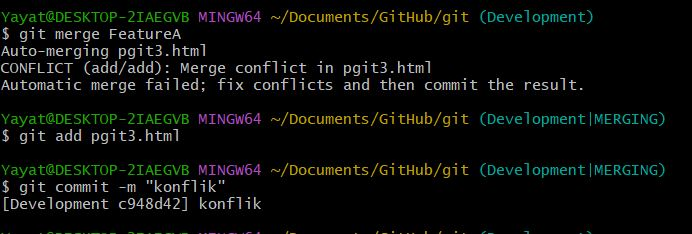 Yayat@DESKTOP-2IAEGVB MINGW64 ~/Documents/GitHub/git (Development)
$ git merge FeatureA
Auto-merging pgit3.html
CONFLICT (add/add): Merge conflict in pgit3.html
Automatic merge failed; fix conflicts and then commit the result.
Yayat@DESKTOP-2IAEGVB MINGW64 ~/Documents/GitHub/git (Development|MERGING)
$ git add pgit3.html
Yayat@DESKTOP-2IAEGVB MINGW64 ~/Documents/GitHub/git (Development|MERGING)
$ git commit -m "konflik"
[Development c948d42] konflik